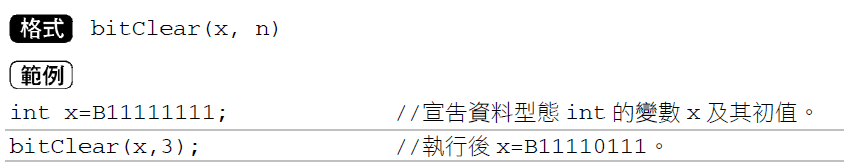 格式 bitClear(x, n)
範例
int x=B11111111; //宣告資料型態 int 的變數 x 及其初值。
bitClear(x,3); //執行後 x=B11110111。